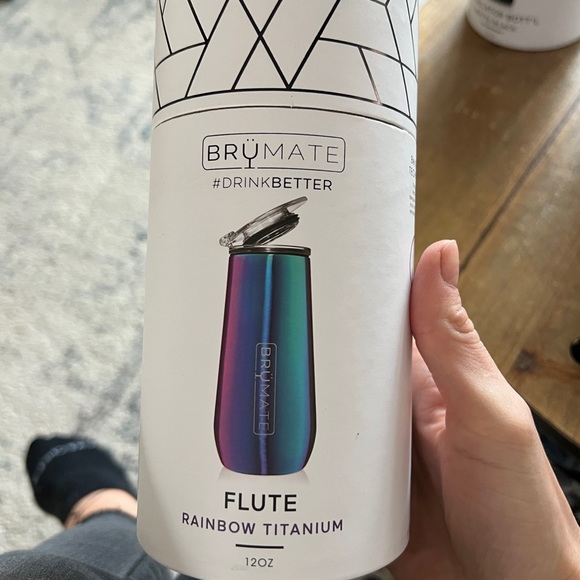 BRÜMATE
#DRINKBETTER
BRÜMATE
FLUTE
RAINBOW TITANIUM
12OZ